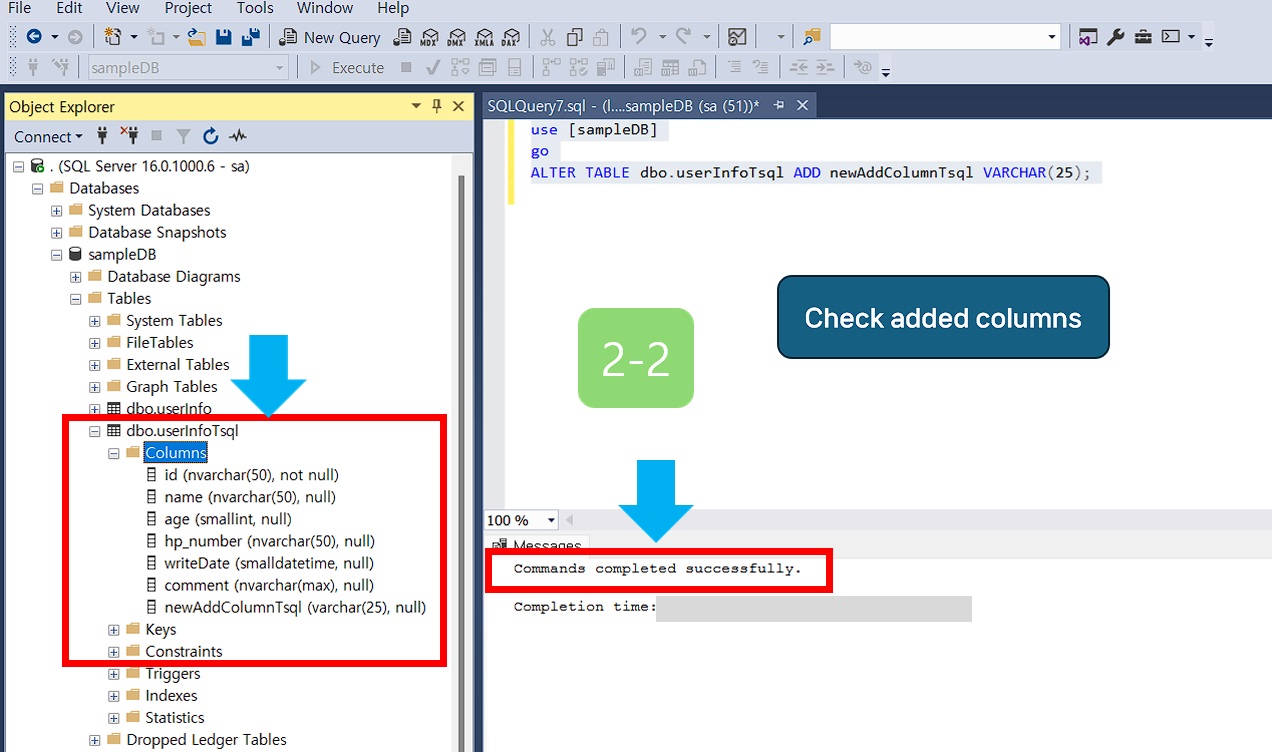 File Edit View Project Tools Window Help
New Query MDX DMX XMLA DAX
sampleDB Execute
Object Explorer
Connect
. (SQL Server 16.0.1000.6 - sa)
Databases
System Databases
Database Snapshots
sampleDB
Database Diagrams
Tables
System Tables
FileTables
External Tables
Graph Tables
dbo.userInfo
dbo.userInfoTsql
Columns
id (nvarchar(50), not null)
name (nvarchar(50), null)
age (smallint, null)
hp_number (nvarchar(50), null)
writeDate (smalldatetime, null)
comment (nvarchar(max), null)
newAddColumnTsql (varchar(25), null)
Keys
Constraints
Triggers
Indexes
Statistics
Dropped Ledger Tables
SQLQuery7.sql - (l....sampleDB (sa (51))*
use [sampleDB]
go
ALTER TABLE dbo.userInfoTsql ADD newAddColumnTsql VARCHAR(25);
Check added columns
2-2
100 %
Messages
Commands completed successfully.
Completion time: